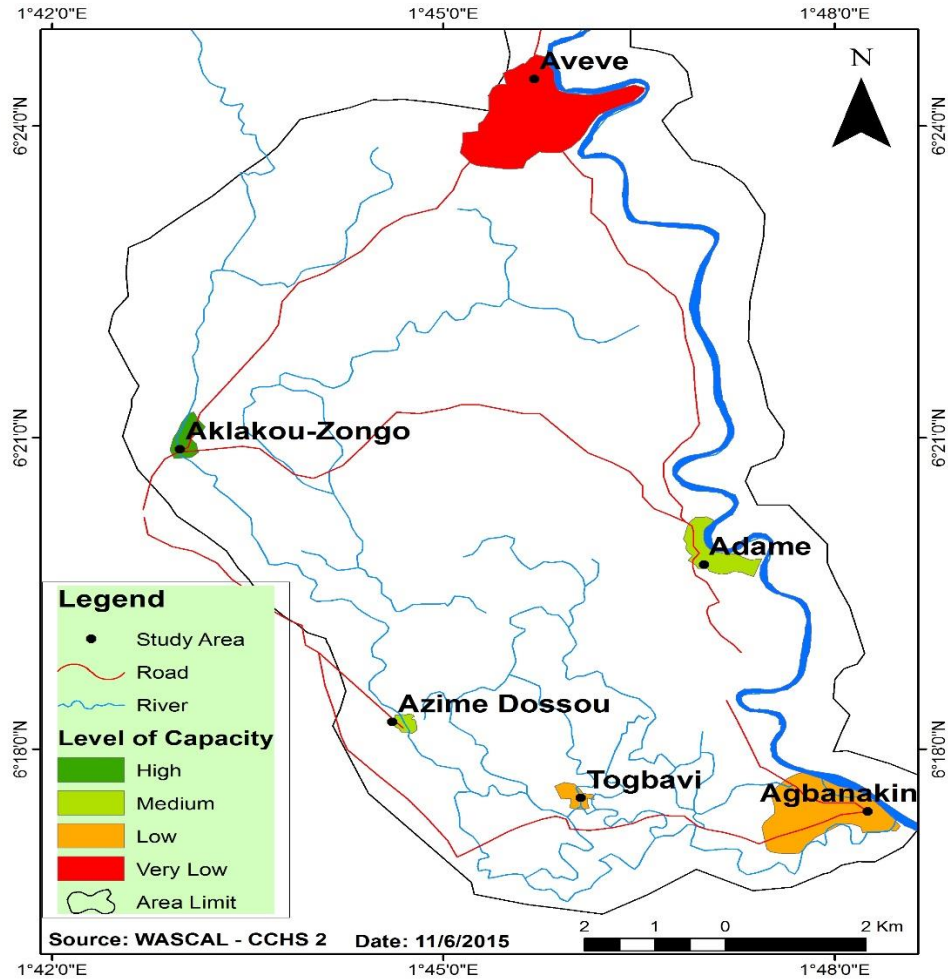 1°42'0"E 1°45'0"E 1°48'0"E
Aveve
N
6°24'0"N 6°24'0"N
Aklakou-Zongo
6°21'0"N 6°21'0"N
Adame
Legend
Study Area
Road
River
Level of Capacity
High
Medium
Low
Very Low
Area Limit
Azime Dossou
6°18'0"N 6°18'0"N
Togbavi
Agbanakin
Source: WASCAL - CCHS 2 Date: 11/6/2015
2 1 0 2 Km
1°42'0"E 1°45'0"E 1°48'0"E